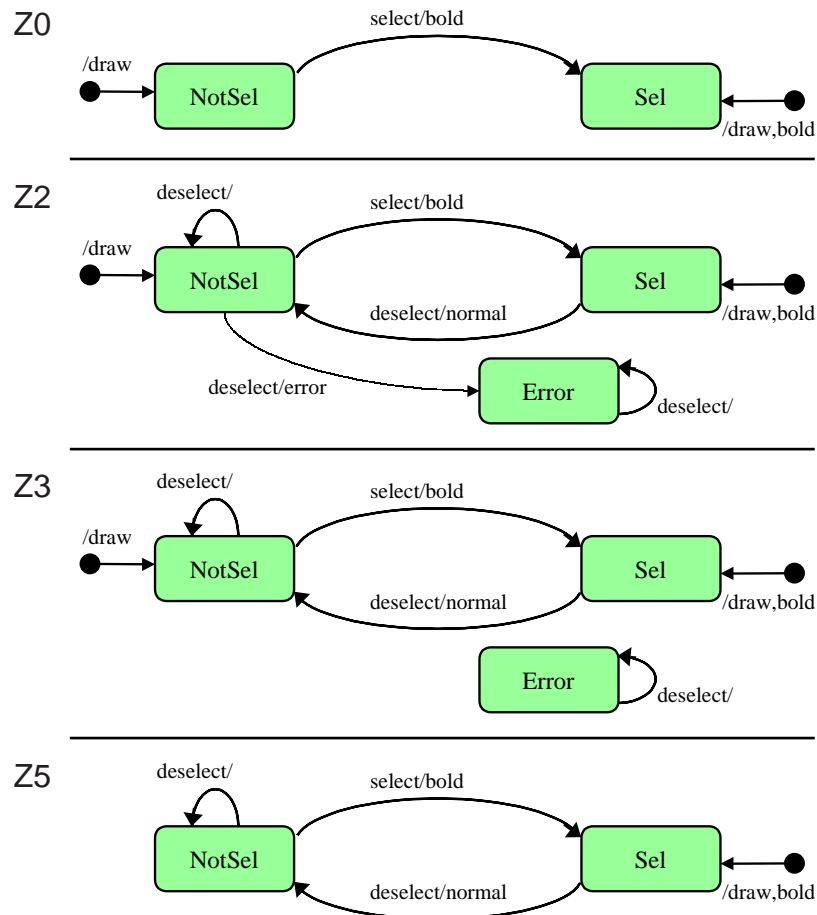 Z0
select/bold
/draw
NotSel
Sel
/draw,bold
Z2
deselect/
select/bold
/draw
NotSel
Sel
deselect/normal
/draw,bold
deselect/error
Error
deselect/
Z3
deselect/
select/bold
/draw
NotSel
Sel
deselect/normal
/draw,bold
Error
deselect/
Z5
deselect/
select/bold
NotSel
Sel
deselect/normal
/draw,bold